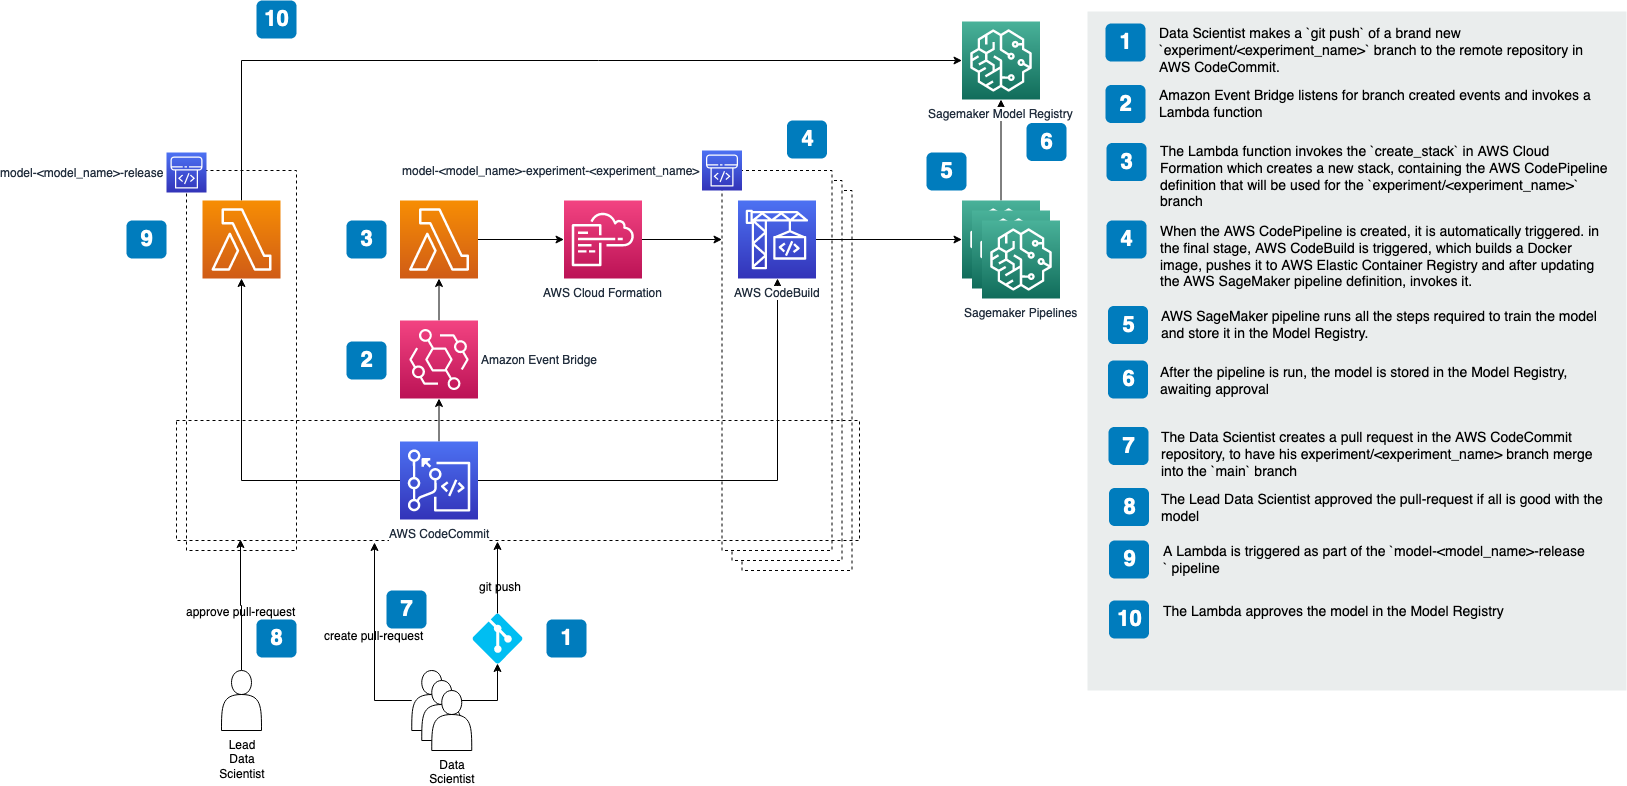 10
Sagemaker Model Registry
6
4
5
model-<model_name>-release
model-<model_name>-experiment-<experiment_name>
9
3
AWS Cloud Formation
AWS CodeBuild
Sagemaker Pipelines
2
Amazon Event Bridge
AWS CodeCommit
git push
approve pull-request
7
create pull-request
8
1
Lead
Data
Scientist
Data
Scientist
1
Data Scientist makes a `git push` of a brand new
`experiment/<experiment_name>` branch to the remote repository in
AWS CodeCommit.
2
Amazon Event Bridge listens for branch created events and invokes a
Lambda function
3
The Lambda function invokes the `create_stack` in AWS Cloud
Formation which creates a new stack, containing the AWS CodePipeline
definition that will be used for the `experiment/<experiment_name>`
branch
4
When the AWS CodePipeline is created, it is automatically triggered. in
the final stage, AWS CodeBuild is triggered, which builds a Docker
image, pushes it to AWS Elastic Container Registry and after updating
the AWS SageMaker pipeline definition, invokes it.
5
AWS SageMaker pipeline runs all the steps required to train the model
and store it in the Model Registry.
6
After the pipeline is run, the model is stored in the Model Registry,
awaiting approval
7
The Data Scientist creates a pull request in the AWS CodeCommit
repository, to have his experiment/<experiment_name> branch merge
into the `main` branch
8
The Lead Data Scientist approved the pull-request if all is good with the
model
9
A Lambda is triggered as part of the `model-<model_name>-release
` pipeline
10
The Lambda approves the model in the Model Registry